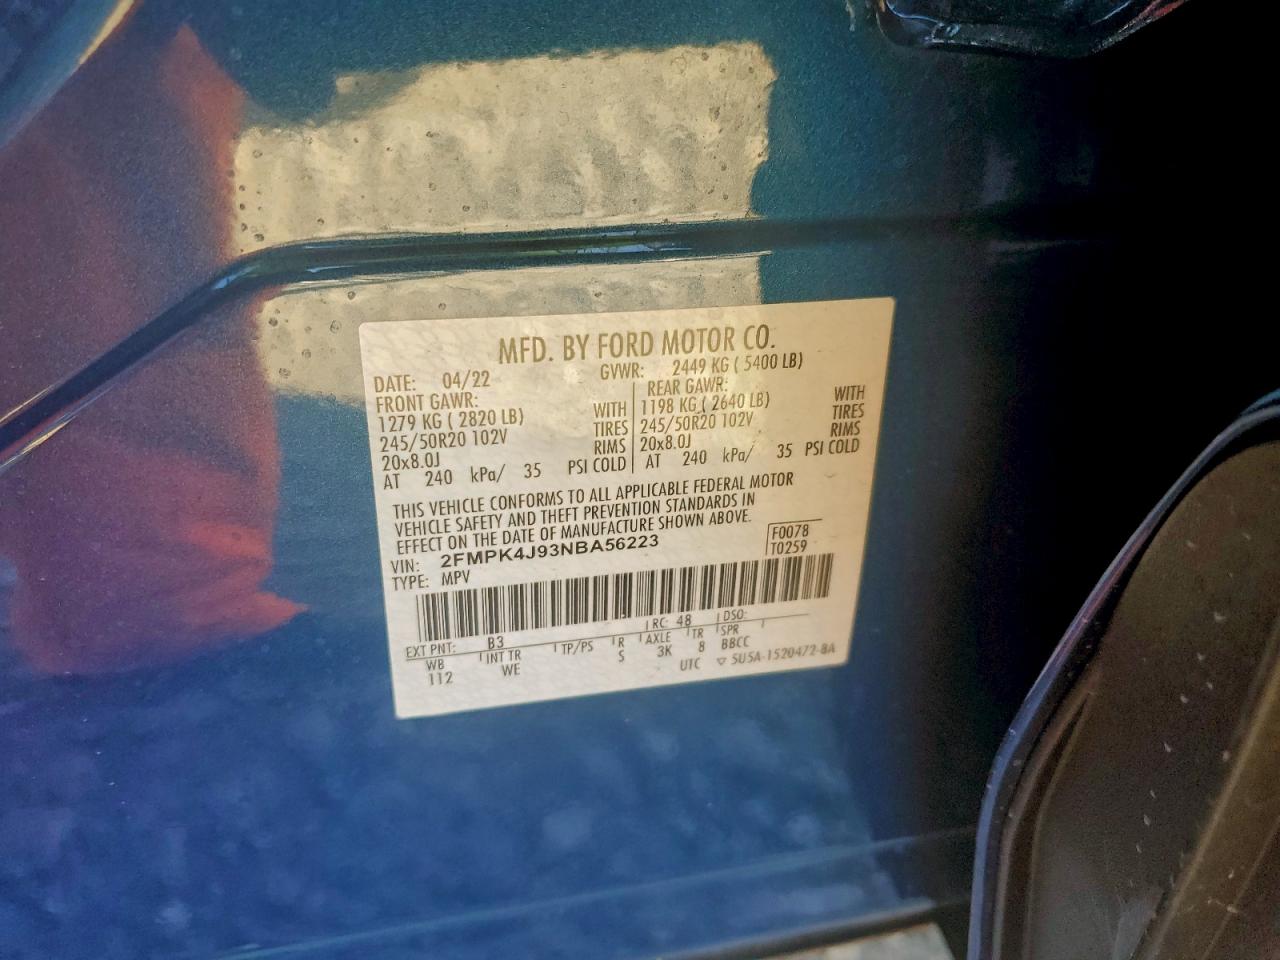 MFD. BY FORD MOTOR CO.
DATE: 04/22 GVWR: 2449 KG ( 5400 LB)
FRONT GAWR: REAR GAWR:
1279 KG ( 2820 LB) WITH 1198 KG ( 2640 LB) WITH
245/50R20 102V TIRES 245/50R20 102V TIRES
20x8.0J RIMS 20x8.0J RIMS
AT 240 kPa/ 35 PSI COLD AT 240 kPa/ 35 PSI COLD
THIS VEHICLE CONFORMS TO ALL APPLICABLE FEDERAL MOTOR
VEHICLE SAFETY AND THEFT PREVENTION STANDARDS IN
EFFECT ON THE DATE OF MANUFACTURE SHOWN ABOVE.
VIN: 2FMPK4J93NBA56223 F0078
TYPE: MPV T0259
EXT PNT: B3 RC: 48 DSO:
WB INT TR TP/PS R AXLE TR SPR
112 WE S 3K 8 BBCC
UTC ▽ SU5A-1520472-BA